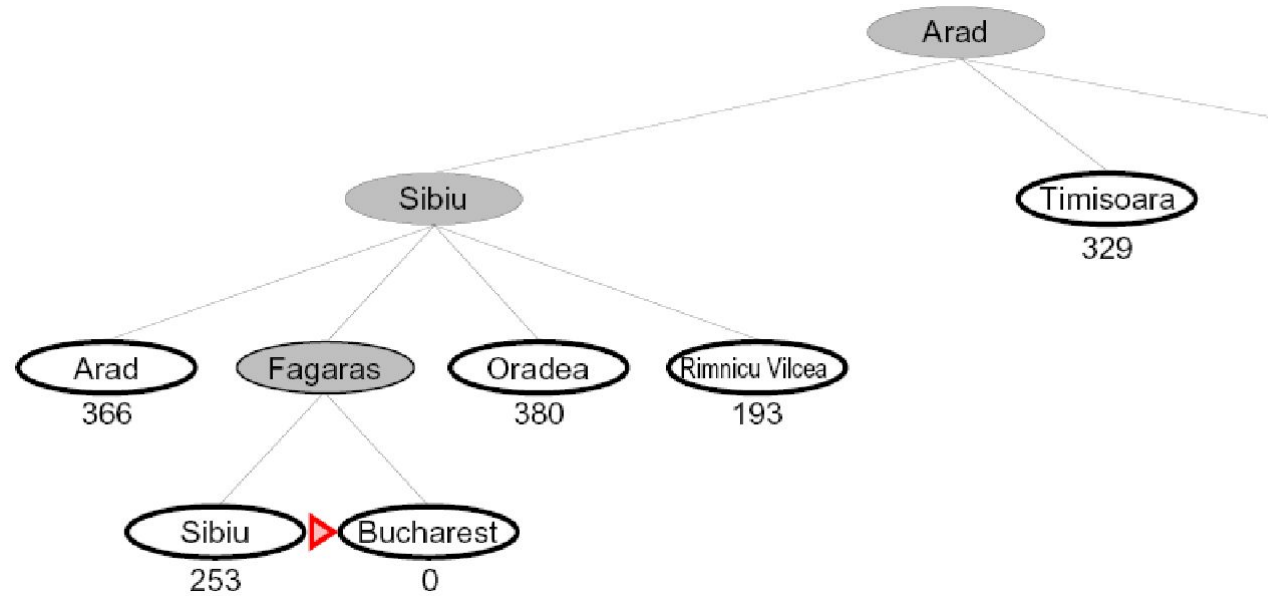 Arad
Sibiu
Timisoara
329
Arad
Fagaras
Oradea
Rimnicu Vilcea
366
380
193
Sibiu
Bucharest
253
0